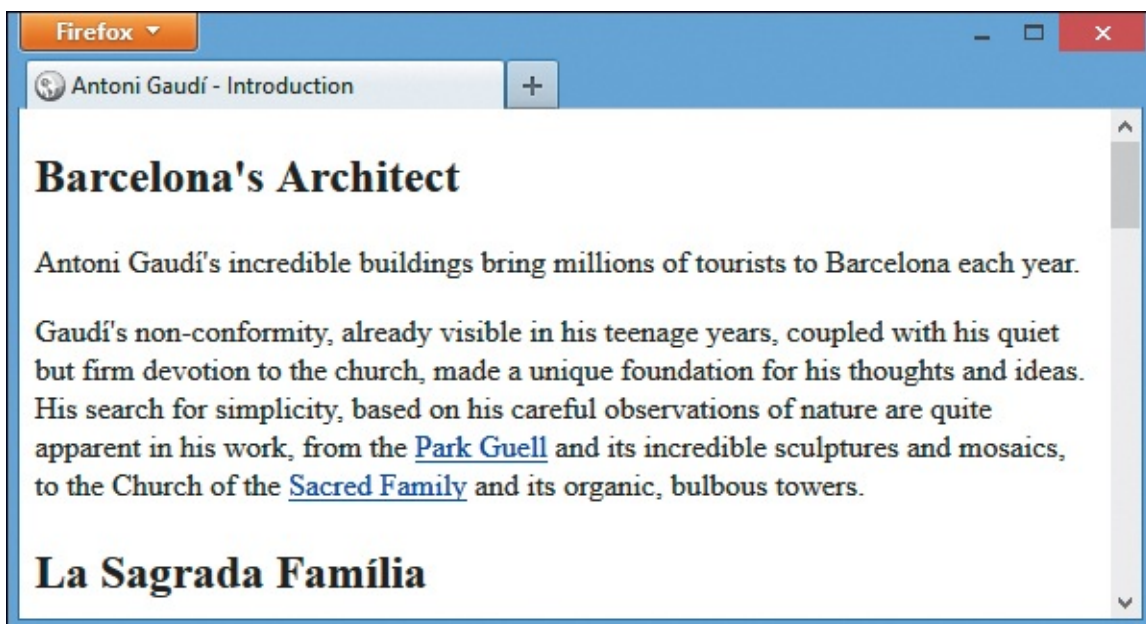 Firefox
Antoni Gaudí - Introduction
Barcelona's Architect
Antoni Gaudí's incredible buildings bring millions of tourists to Barcelona each year.
Gaudí's non-conformity, already visible in his teenage years, coupled with his quiet
but firm devotion to the church, made a unique foundation for his thoughts and ideas.
His search for simplicity, based on his careful observations of nature are quite
apparent in his work, from the Park Guell and its incredible sculptures and mosaics,
to the Church of the Sacred Family and its organic, bulbous towers.
La Sagrada Família